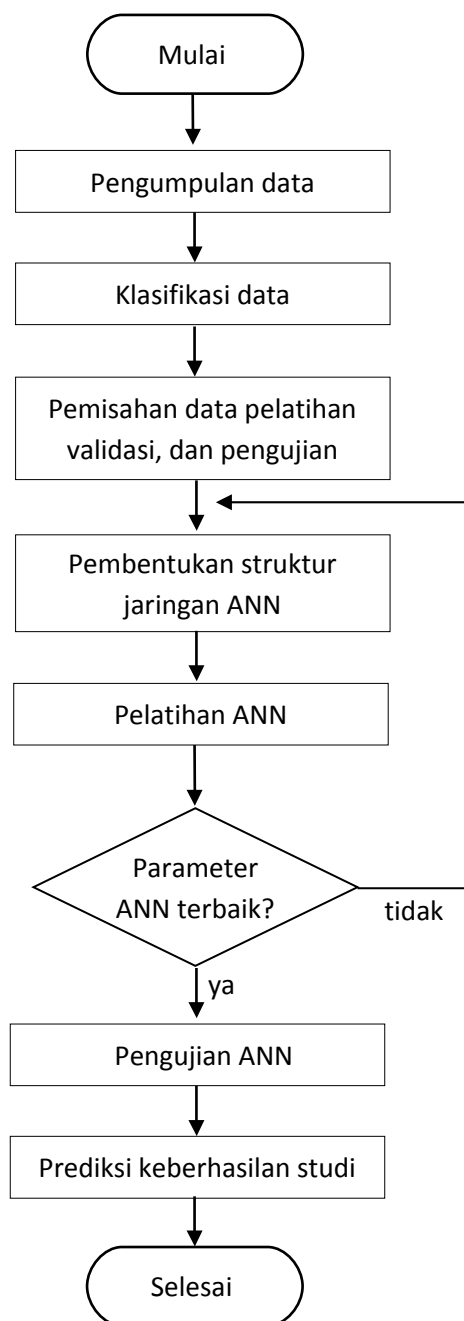 Mulai
Pengumpulan data
Klasifikasi data
Pemisahan data pelatihan
validasi, dan pengujian
Pembentukan struktur
jaringan ANN
Pelatihan ANN
Parameter
ANN terbaik?
tidak
ya
Pengujian ANN
Prediksi keberhasilan studi
Selesai